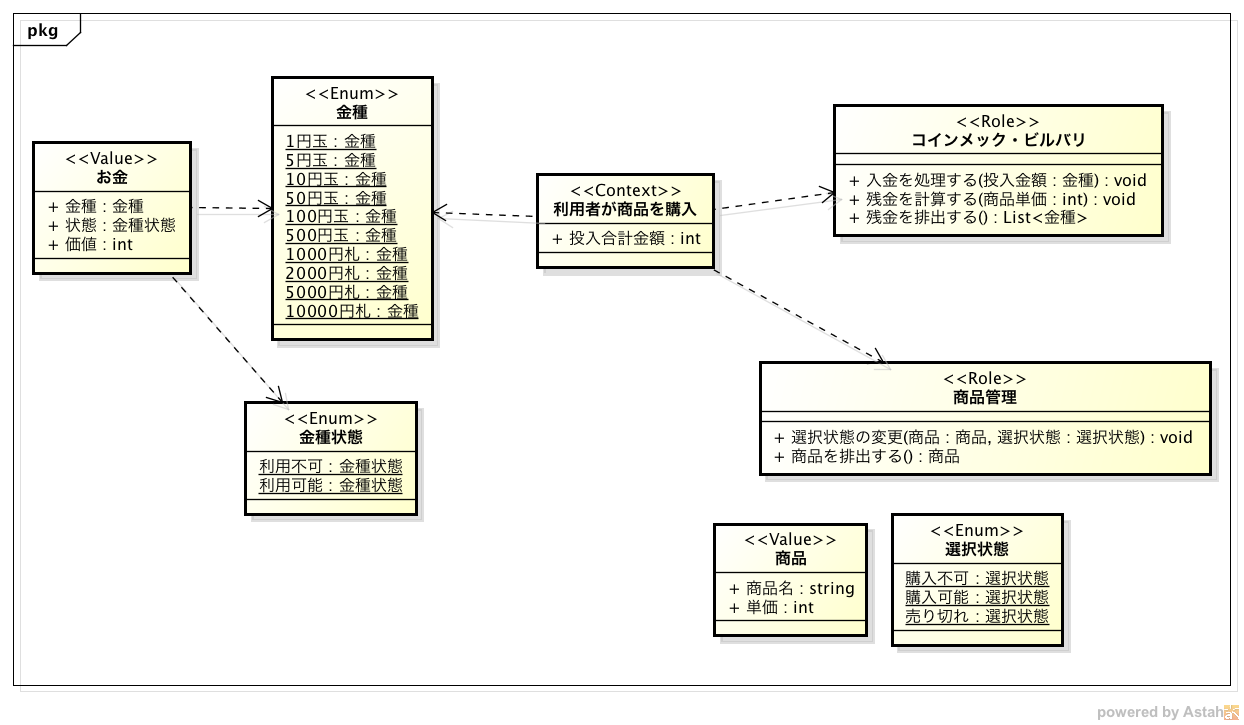 pkg
<<Value>>
お金
+ 金種 : 金種
+ 状態 : 金種状態
+ 価値 : int
<<Enum>>
金種
1円玉 : 金種
5円玉 : 金種
10円玉 : 金種
50円玉 : 金種
100円玉 : 金種
500円玉 : 金種
1000円札 : 金種
2000円札 : 金種
5000円札 : 金種
10000円札 : 金種
<<Context>>
利用者が商品を購入
+ 投入合計金額 : int
<<Role>>
コインメック・ビルバリ
+ 入金を処理する(投入金額 : 金種) : void
+ 残金を計算する(商品単価 : int) : void
+ 残金を排出する() : List<金種>
<<Enum>>
金種状態
利用不可 : 金種状態
利用可能 : 金種状態
<<Role>>
商品管理
+ 選択状態の変更(商品 : 商品, 選択状態 : 選択状態) : void
+ 商品を排出する() : 商品
<<Value>>
商品
+ 商品名 : string
+ 単価 : int
<<Enum>>
選択状態
購入不可 : 選択状態
購入可能 : 選択状態
売り切れ : 選択状態
powered by Astah